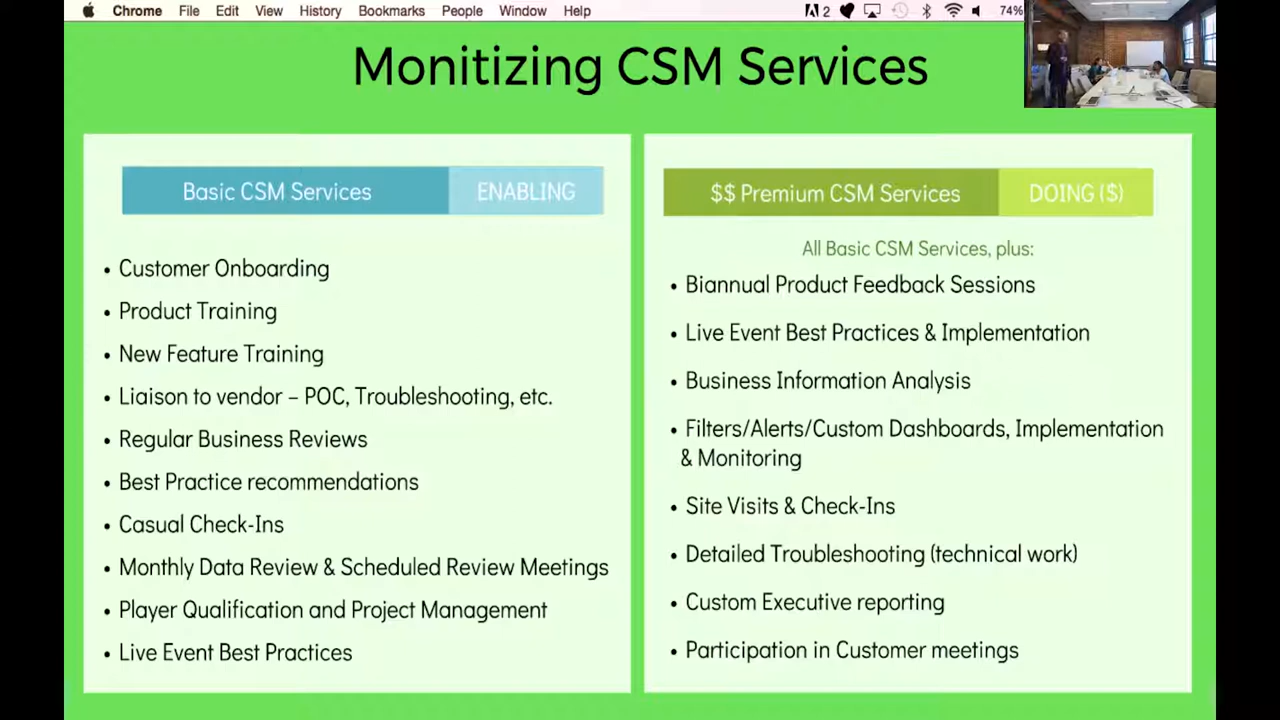 Chrome File Edit View History Bookmarks People Window Help 2 74%
Monitizing CSM Services
Basic CSM Services ENABLING
• Customer Onboarding
• Product Training
• New Feature Training
• Liaison to vendor – POC, Troubleshooting, etc.
• Regular Business Reviews
• Best Practice recommendations
• Casual Check-Ins
• Monthly Data Review & Scheduled Review Meetings
• Player Qualification and Project Management
• Live Event Best Practices
$$ Premium CSM Services DOING ($)
All Basic CSM Services, plus:
• Biannual Product Feedback Sessions
• Live Event Best Practices & Implementation
• Business Information Analysis
• Filters/Alerts/Custom Dashboards, Implementation
& Monitoring
• Site Visits & Check-Ins
• Detailed Troubleshooting (technical work)
• Custom Executive reporting
• Participation in Customer meetings